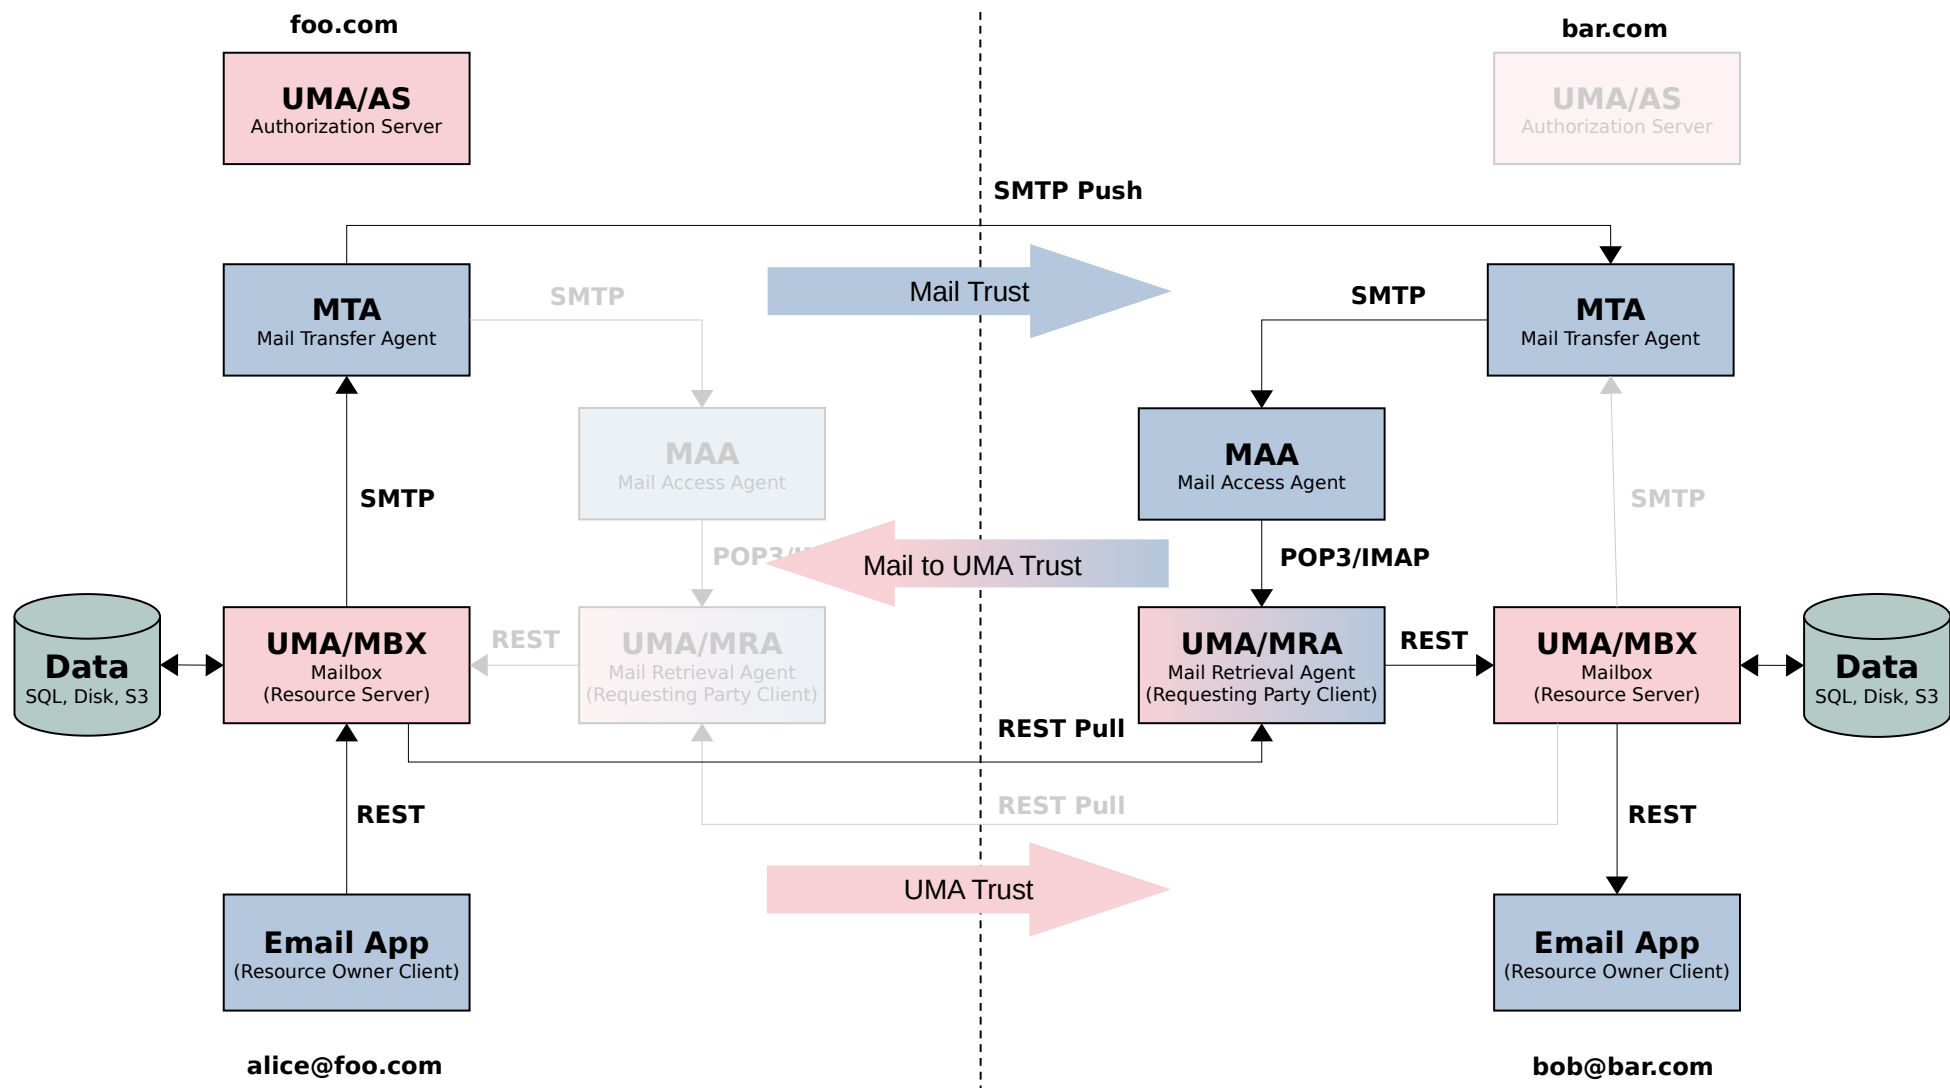 foo.com
bar.com
UMA/AS
Authorization Server
UMA/AS
Authorization Server
SMTP Push
MTA
Mail Transfer Agent
SMTP
Mail Trust
SMTP
MTA
Mail Transfer Agent
MAA
Mail Access Agent
MAA
Mail Access Agent
SMTP
SMTP
POP3/
Mail to UMA Trust
POP3/IMAP
Data
SQL, Disk, S3
UMA/MBX
Mailbox
(Resource Server)
REST
UMA/MRA
Mail Retrieval Agent
(Requesting Party Client)
UMA/MRA
Mail Retrieval Agent
(Requesting Party Client)
REST
UMA/MBX
Mailbox
(Resource Server)
Data
SQL, Disk, S3
REST Pull
REST
REST Pull
REST
UMA Trust
Email App
(Resource Owner Client)
Email App
(Resource Owner Client)
alice@foo.com
bob@bar.com